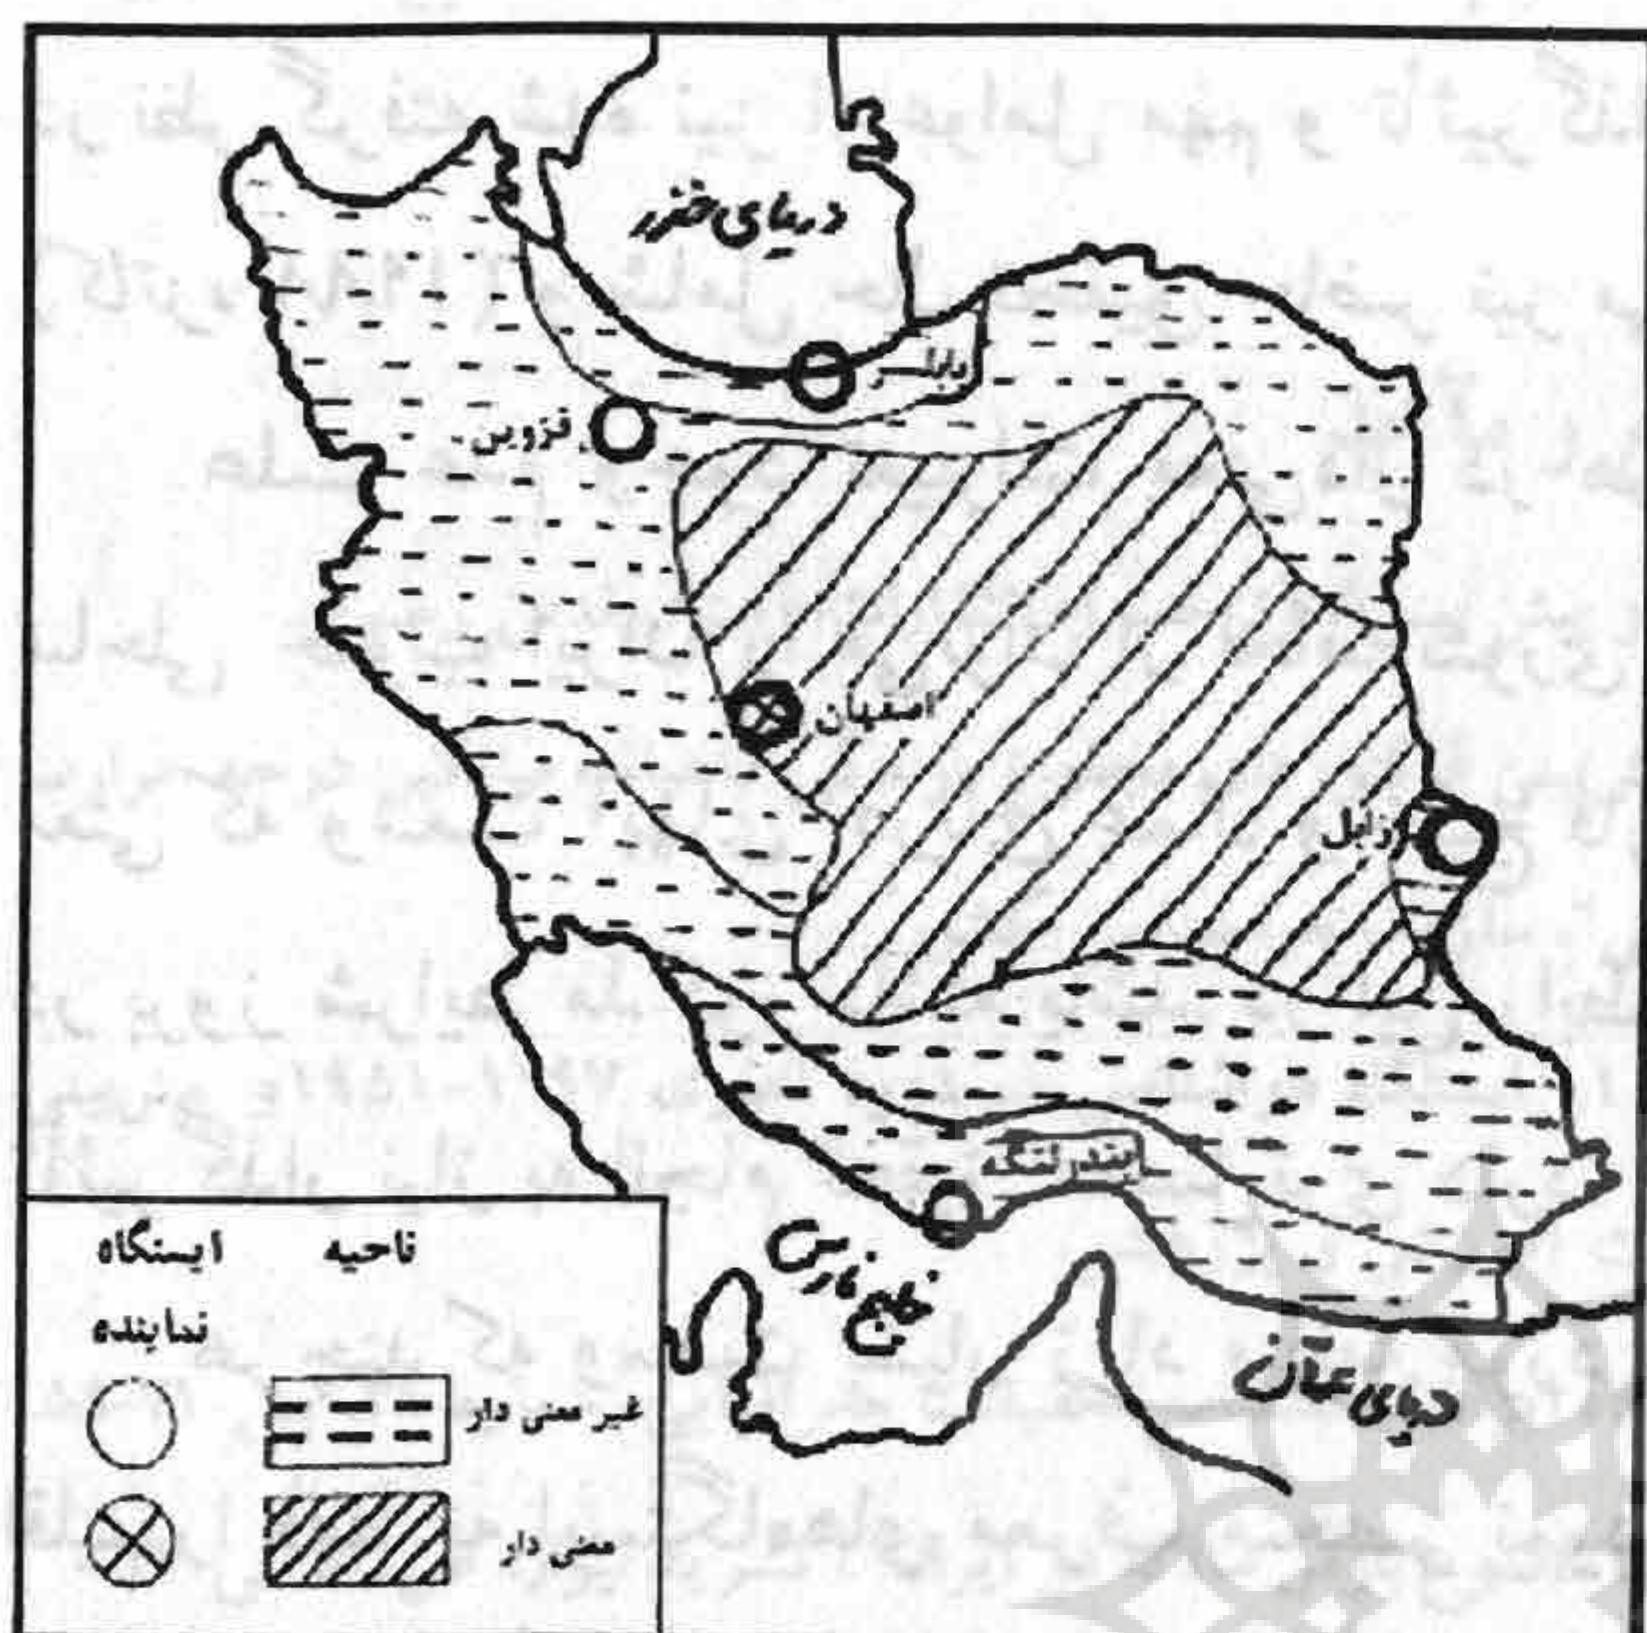 دریای خزر
بابلسر
قزوین
اصفهان
زابل
بندر لنگه
خلیج فارس
دریای عمان
ناحیه ایستگاه
نماینده
غیر معنی دار
معنی دار